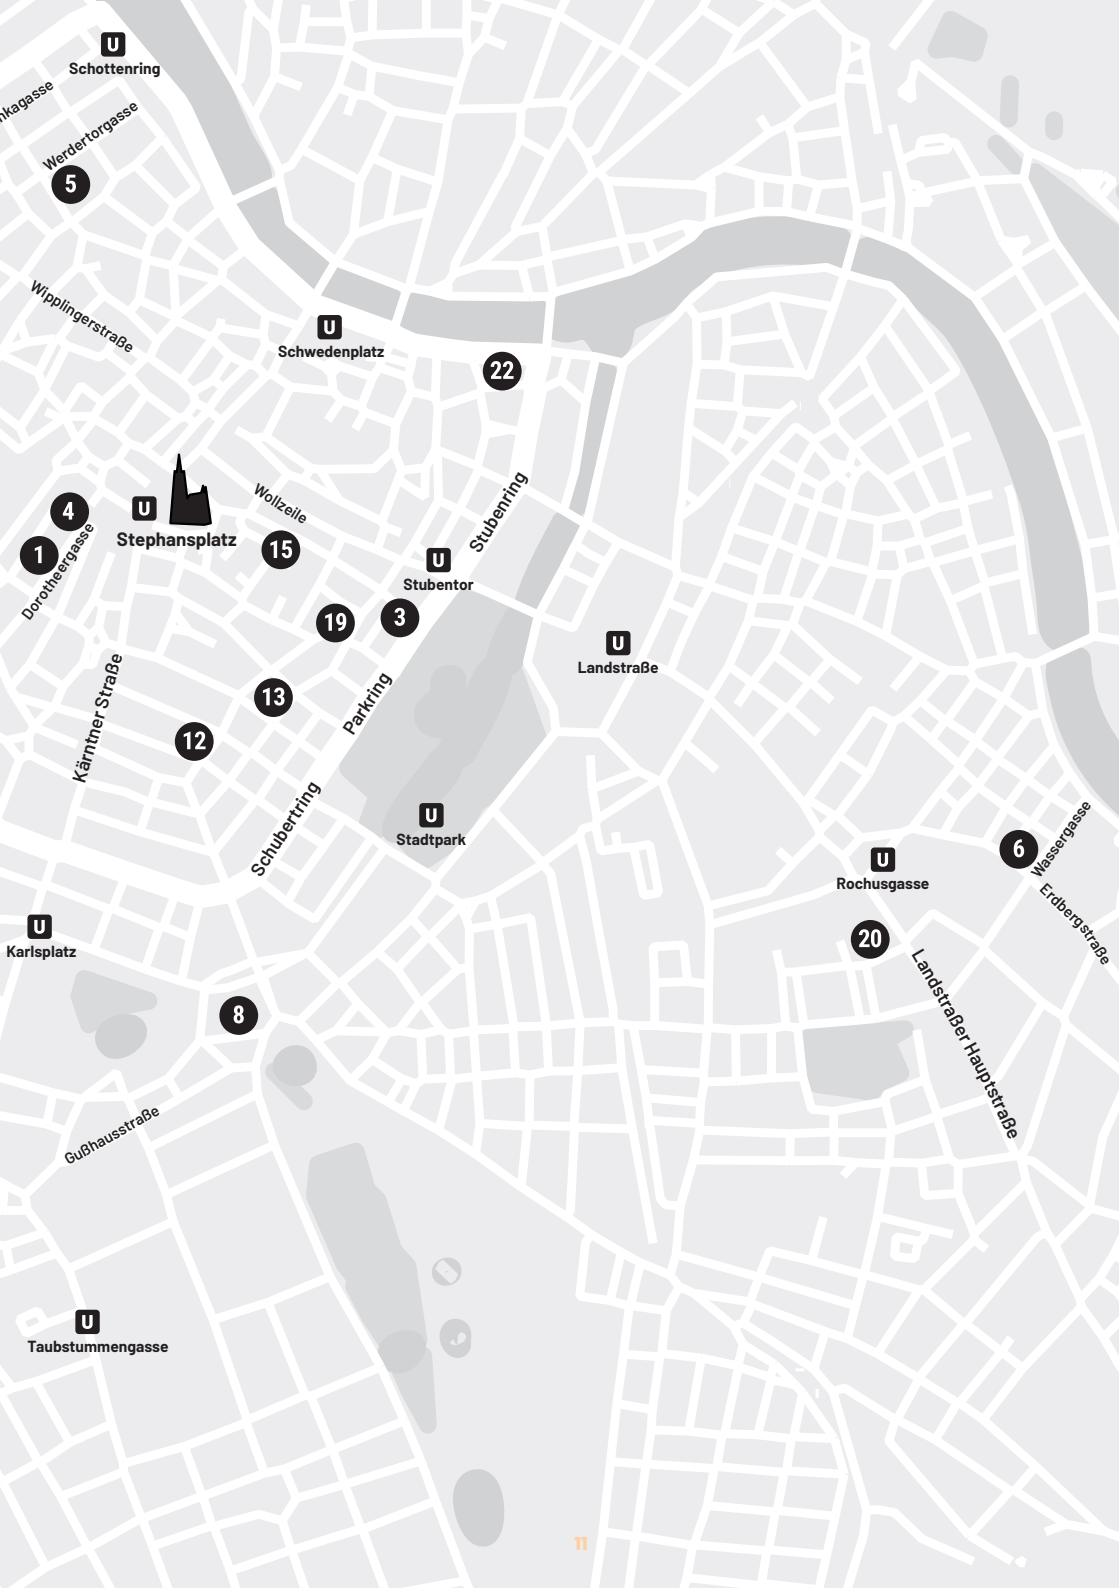 U
Schottenring
nkagasse
Werdertorgasse
5
Wipplingerstraße
U
Schwedenplatz
22
Wollzeile
Stubenring
4
U
Stephansplatz
1
Dorotheergasse
15
U
Stubentor
3
19
U
Landstraße
Kärntner Straße
Parkring
13
12
Schubertring
U
Stadtpark
6
Wassergasse
U
Rochusgasse
Erdbergstraße
U
Karlsplatz
20
Landstraßer Hauptstraße
8
Gußhausstraße
U
Taubstummengasse
11